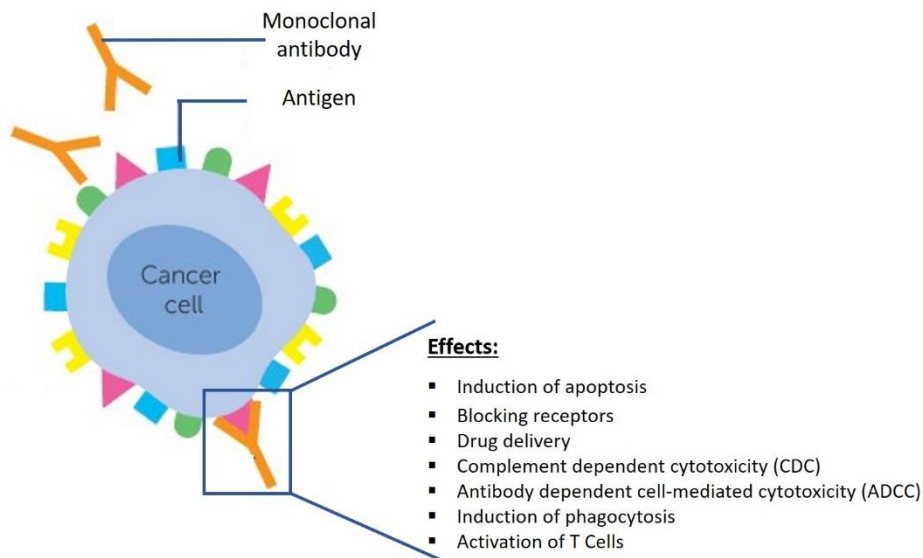 Monoclonal
antibody
Antigen
Cancer
cell
Effects:
▪ Induction of apoptosis
▪ Blocking receptors
▪ Drug delivery
▪ Complement dependent cytotoxicity (CDC)
▪ Antibody dependent cell-mediated cytotoxicity (ADCC)
▪ Induction of phagocytosis
▪ Activation of T Cells